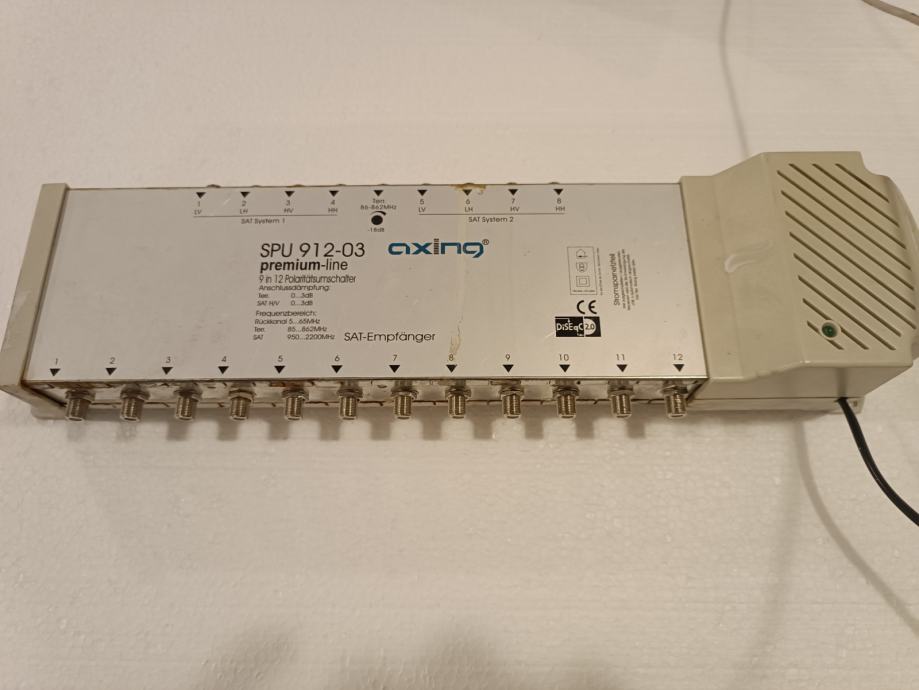 1 2 3 4 Terr. 5 6 7 8
LV LH HV HH 86-862MHz LV LH HV HH
SAT System 1 SAT System 2
-18dB
SPU 912-03
premium-line
9 in 12 Polaritätsumschalter
Anschlussdämpfung:
Terr. 0...3dB
SAT H/V 0...3dB
Frequenzbereich:
Rückkanal 5...65MHz
Terr. 85...862MHz
SAT 950...2200MHz
axing®
SAT-Empfänger
CE
DiSEqC 2.0
Stromsparnetzteil
1 2 3 4 5 6 7 8 9 10 11 12